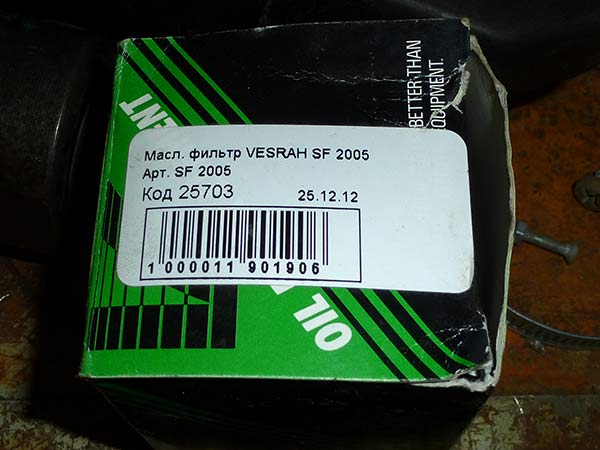 BETTER THAN
EQUIPMENT.
Масл. фильтр VESRAH SF 2005
Арт. SF 2005
Код 25703 25.12.12
1 000011 901906
OIL